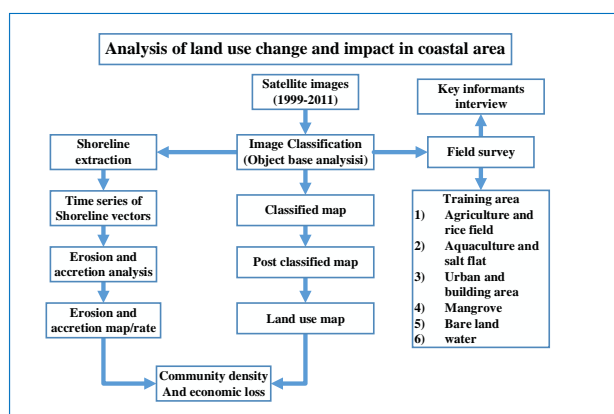 Analysis of land use change and impact in coastal area
Satellite images
(1999-2011)
Key informants
interview
Shoreline
extraction
Image Classification
(Object base analysisi)
Field survey
Time series of
Shoreline vectors
Classified map
Training area
1) Agriculture and
rice field
2) Aquaculture and
salt flat
3) Urban and
building area
4) Mangrove
5) Bare land
6) water
Erosion and
accretion analysis
Post classified map
Erosion and
accretion map/rate
Land use map
Community density
And economic loss